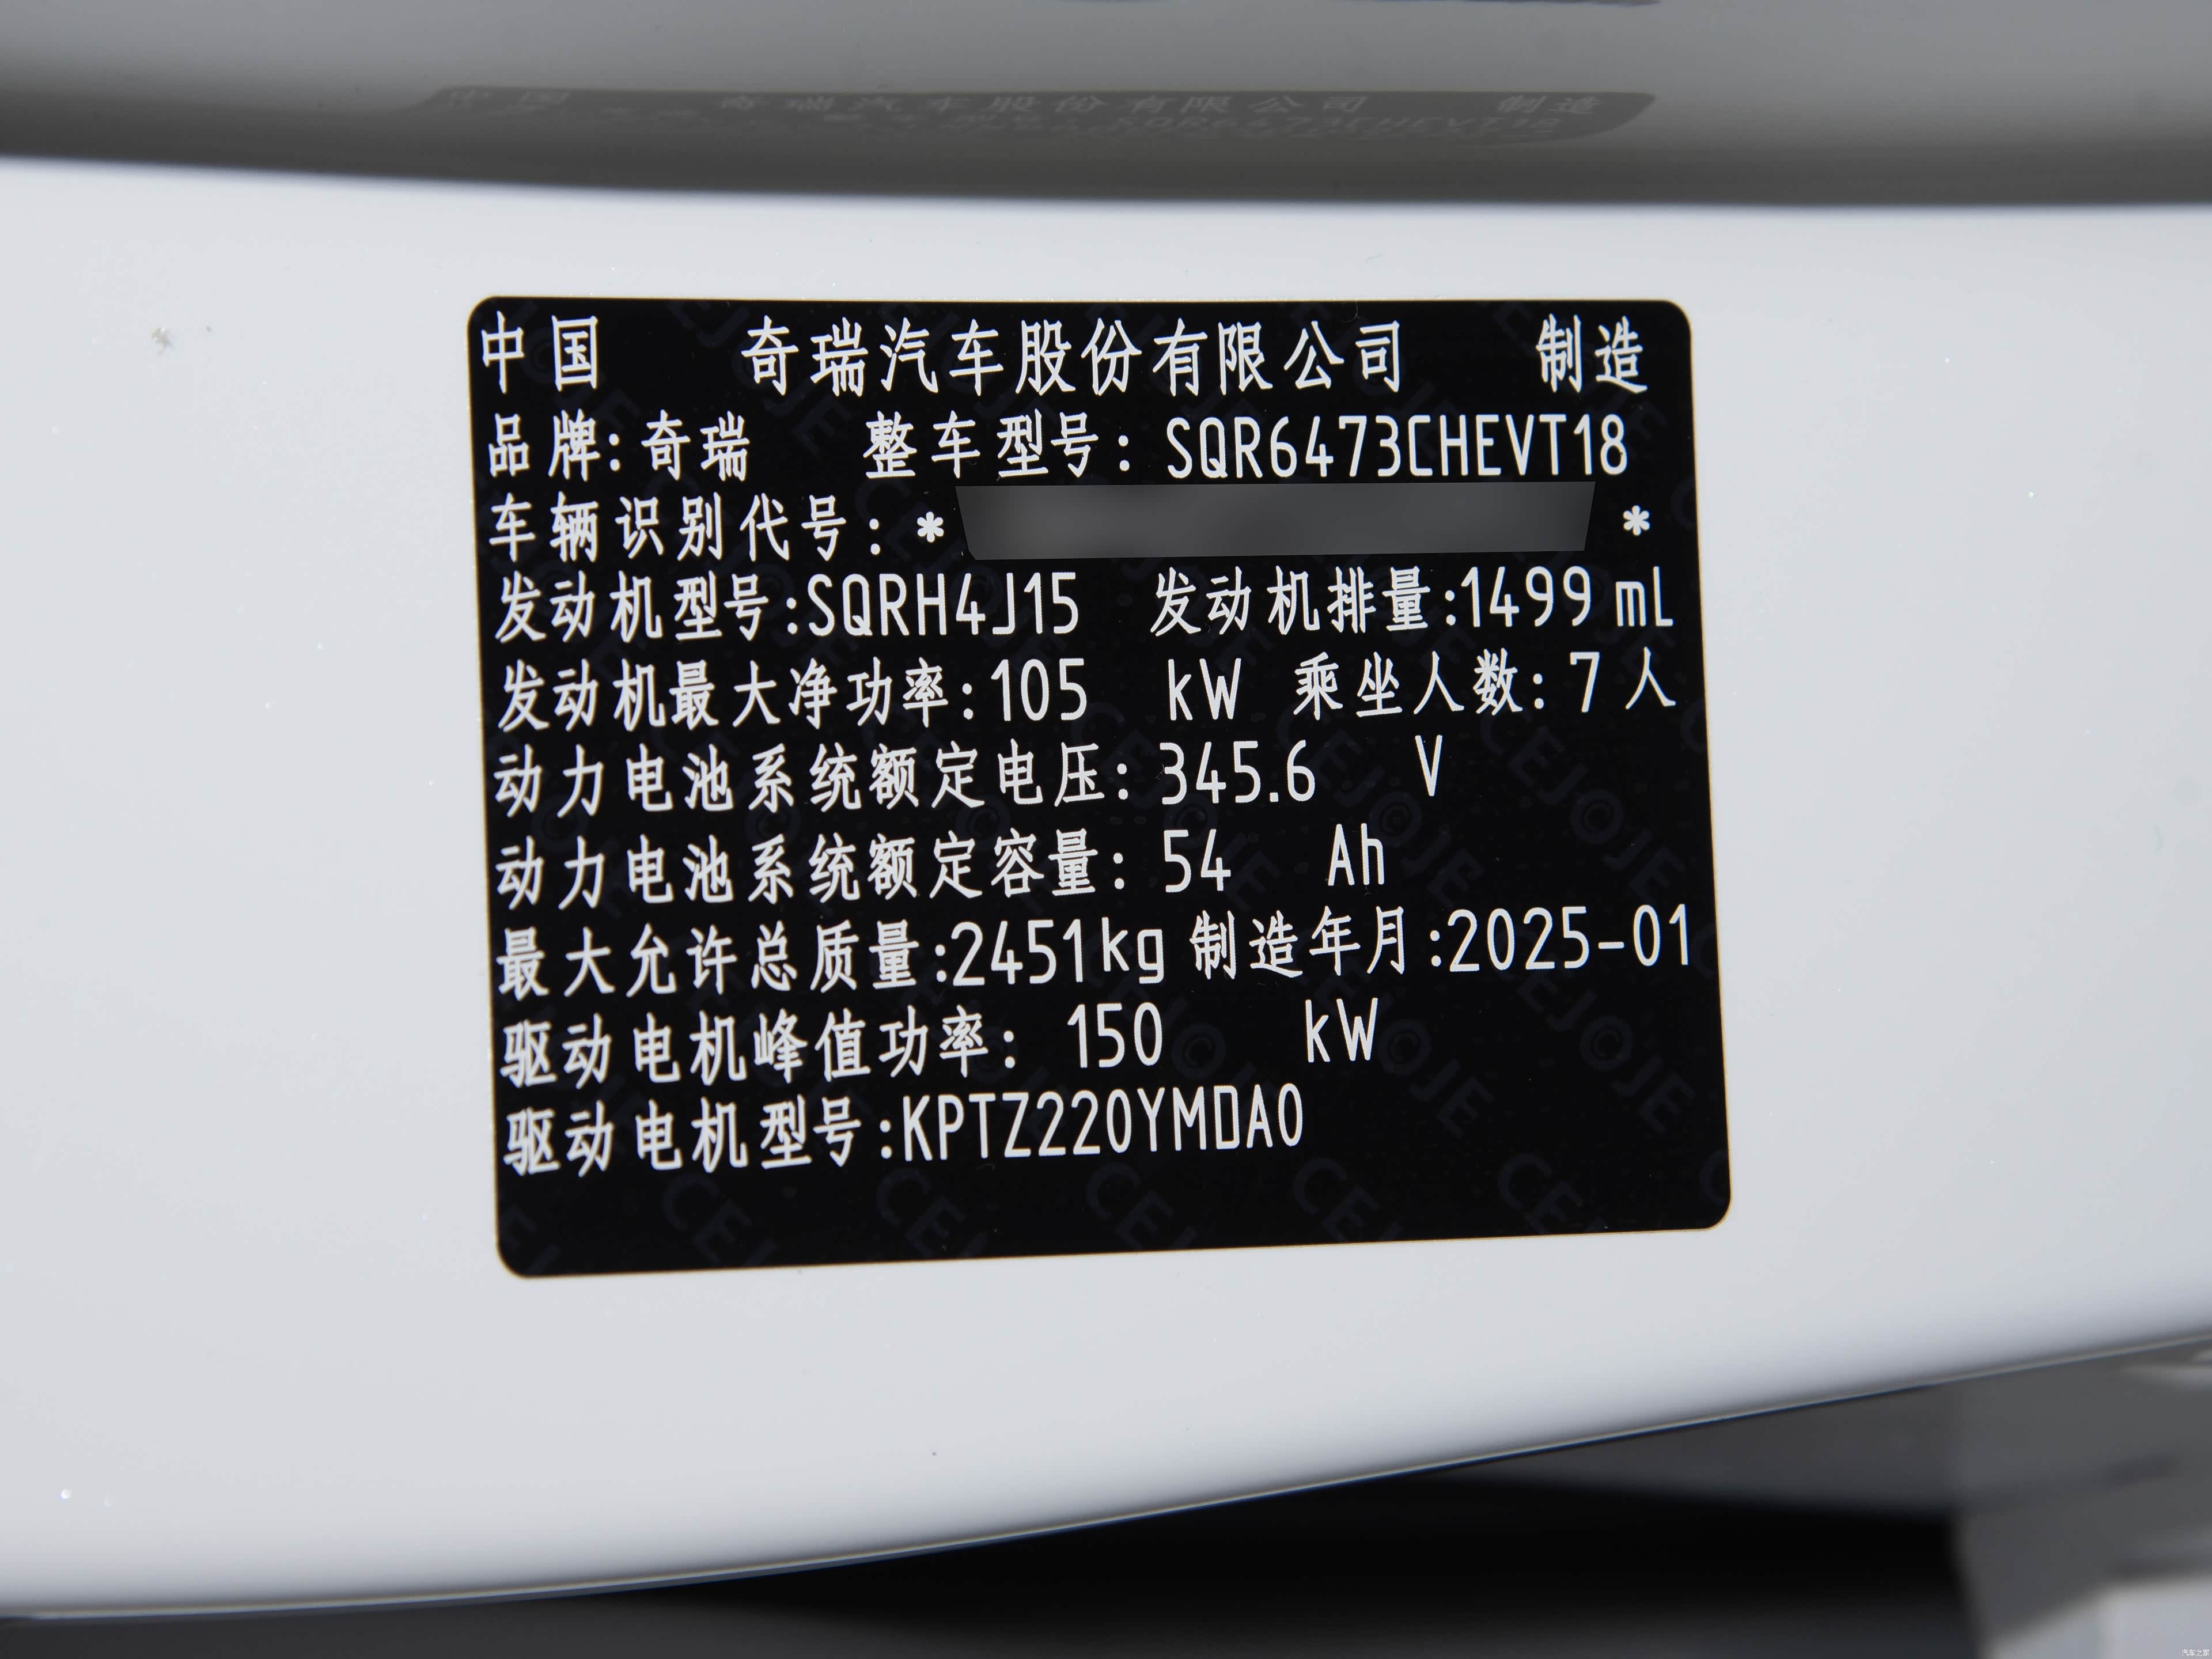 中国 奇瑞汽车股份有限公司 制造
品牌:奇瑞 整车型号: SQR6473CHEVT18
车辆识别代号: * *
发动机型号:SQRH4J15 发动机排量:1499 mL
发动机最大净功率:105 kW 乘坐人数: 7 人
动力电池系统额定电压: 345.6 V
动力电池系统额定容量: 54 Ah
最大允许总质量:2451kg 制造年月:2025-01
驱动电机峰值功率: 150 kW
驱动电机型号:KPTZ220YMDA0
汽车之家